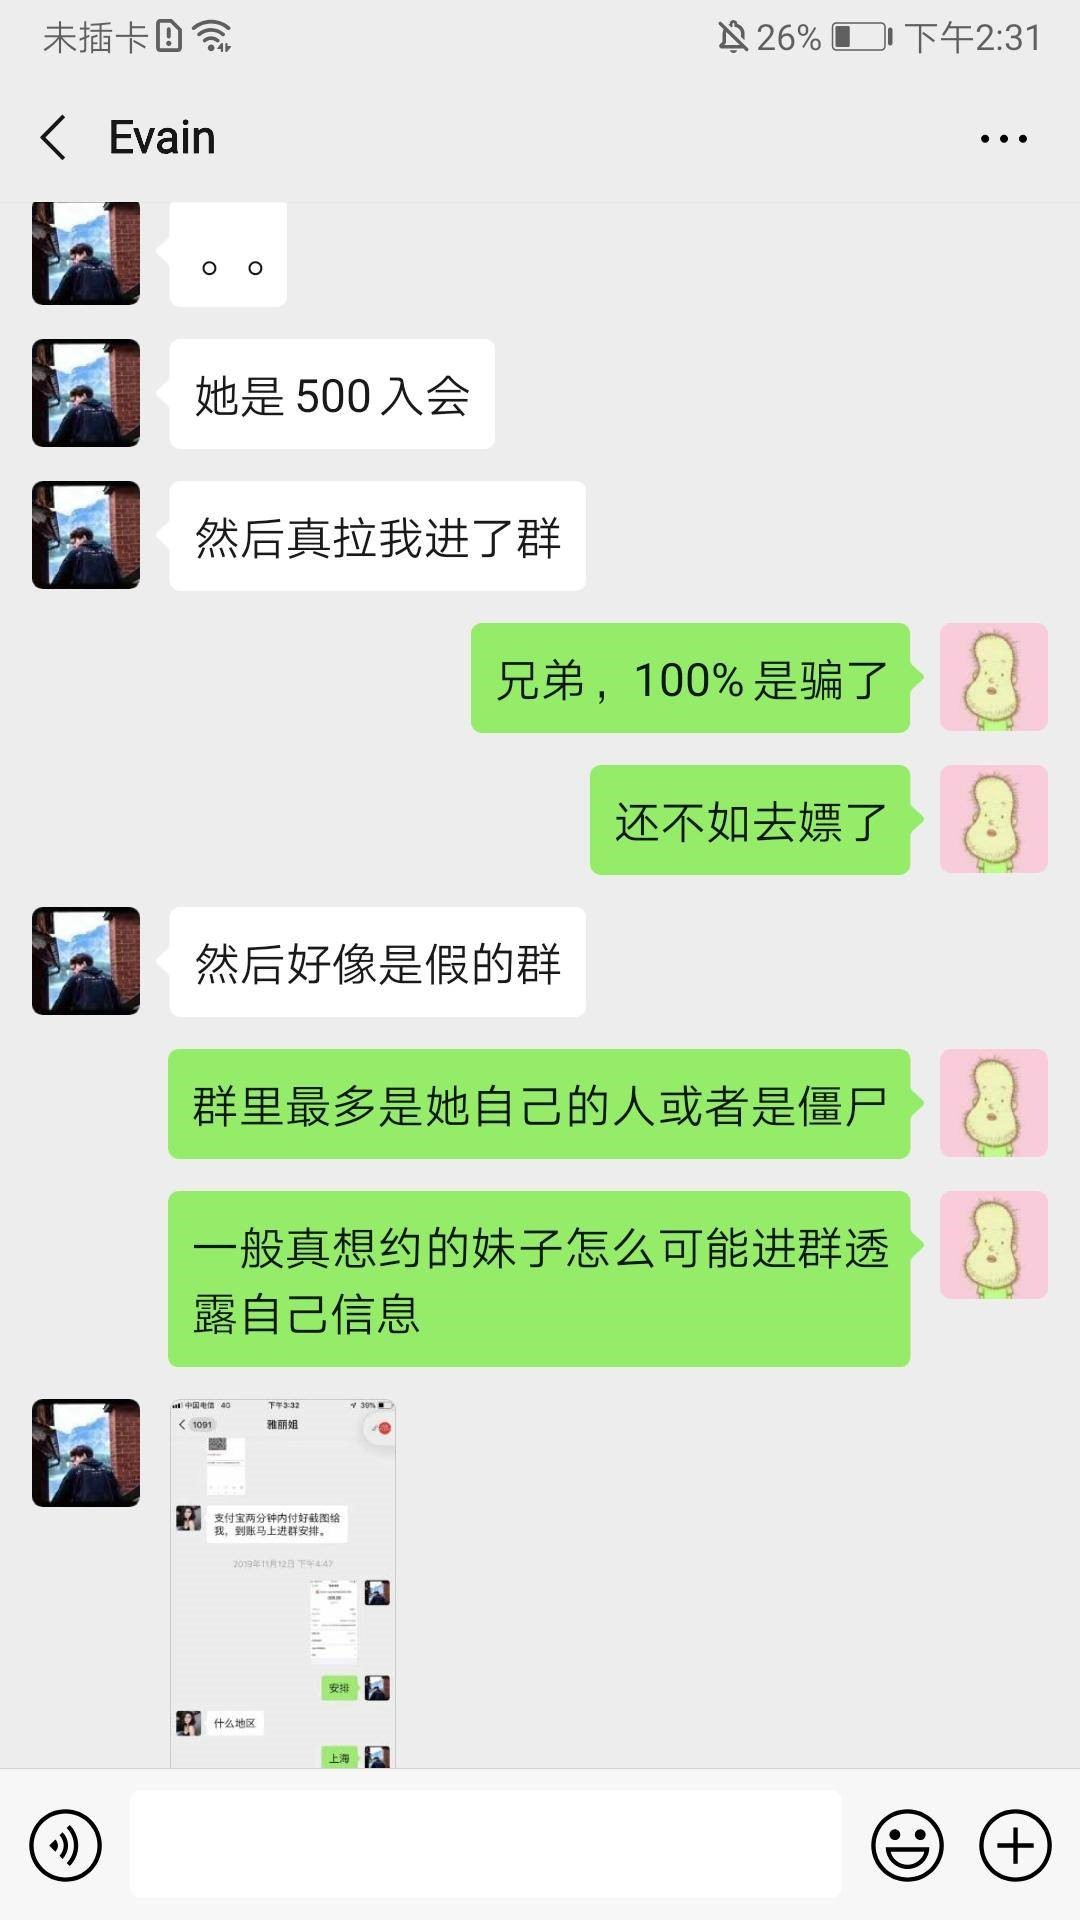 未插卡 26% 下午2:31
Evain
。。
她是 500 入会
然后真拉我进了群
兄弟，100% 是骗了
还不如去嫖了
然后好像是假的群
群里最多是她自己的人或者是僵尸
一般真想约的妹子怎么可能进群透
露自己信息
中国电信 4G 下午3:32 39%
1091 雅丽姐
支付宝两分钟内付好截图给
我，到账马上进群安排。
2019年11月12日 下午4:47
安排
什么地区
上海